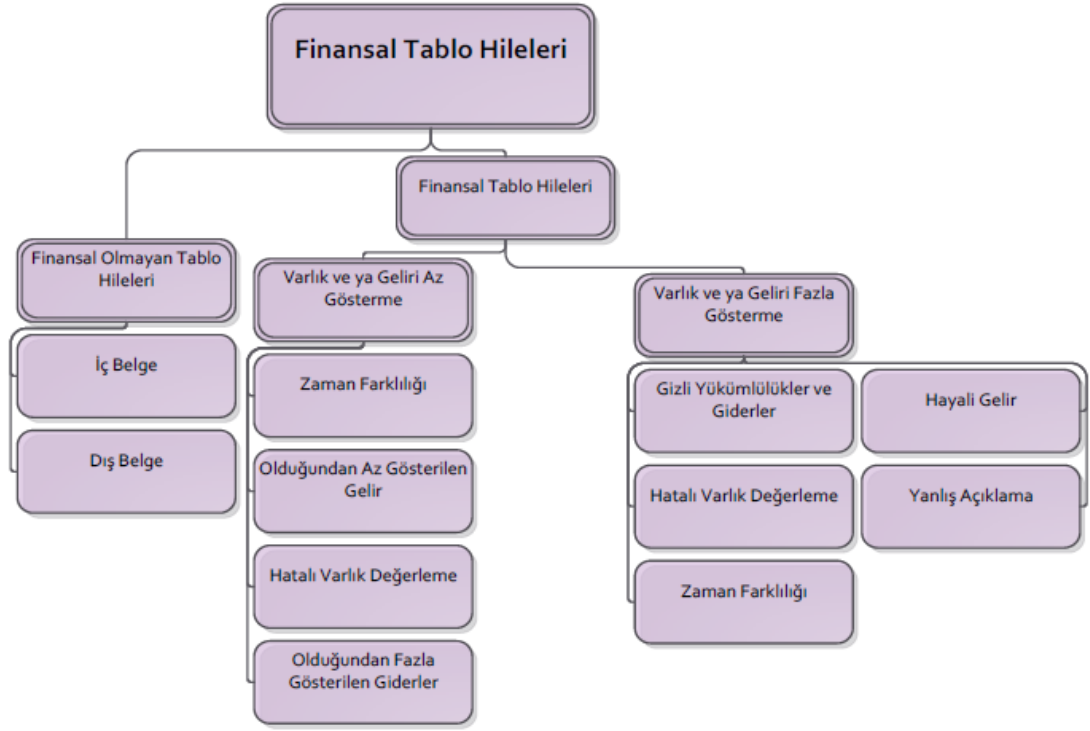 Finansal Tablo Hileleri
Finansal Tablo Hileleri
Finansal Olmayan Tablo
Hileleri
İç Belge
Dış Belge
Varlık ve ya Geliri Az
Gösterme
Zaman Farklılığı
Olduğundan Az Gösterilen
Gelir
Hatalı Varlık Değerleme
Olduğundan Fazla
Gösterilen Giderler
Varlık ve ya Geliri Fazla
Gösterme
Gizli Yükümlülükler ve
Giderler
Hatalı Varlık Değerleme
Zaman Farklılığı
Hayali Gelir
Yanlış Açıklama